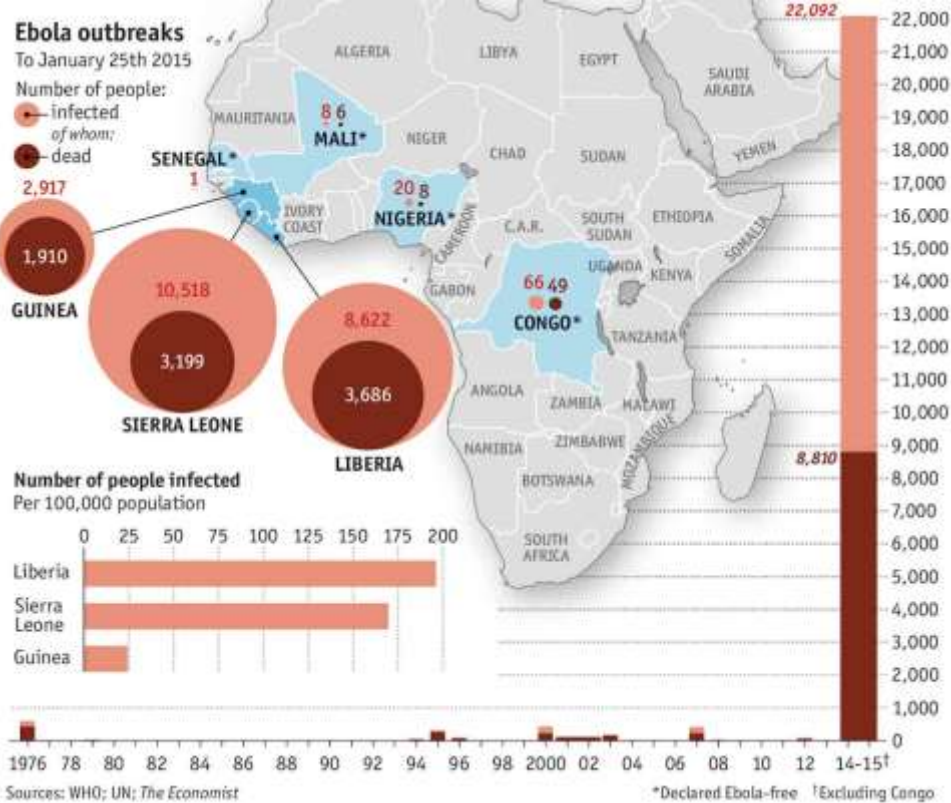 Ebola outbreaks
To January 25th 2015
Number of people:
infected
of whom:
dead
22,092
22,000
21,000
20,000
19,000
18,000
17,000
16,000
15,000
14,000
13,000
12,000
11,000
10,000
9,000
8,810
8,000
7,000
6,000
5,000
4,000
3,000
2,000
1,000
0
ALGERIA
LIBYA
EGYPT
SAUDI
ARABIA
MAURITANIA
8 6
MALI*
NIGER
CHAD
SUDAN
YEMEN
SENEGAL*
1
20 8
NIGERIA*
IVORY
COAST
CAMEROON
C.A.R.
SOUTH
SUDAN
ETHIOPIA
SOMALIA
UGANDA
KENYA
GABON
66 49
CONGO*
TANZANIA
ANGOLA
ZAMBIA
MALAWI
MOZAMBIQUE
NAMIBIA
ZIMBABWE
BOTSWANA
SOUTH
AFRICA
2,917
1,910
GUINEA
10,518
3,199
SIERRA LEONE
8,622
3,686
LIBERIA
Number of people infected
Per 100,000 population
0 25 50 75 100 125 150 175 200
Liberia
Sierra
Leone
Guinea
1976 78 80 82 84 86 88 90 92 94 96 98 2000 02 04 06 08 10 12 14-15†
Sources: WHO; UN; The Economist
*Declared Ebola-free †Excluding Congo